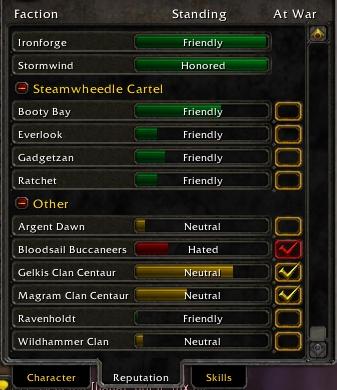 Faction Standing At War
Ironforge Friendly
Stormwind Honored
Steamwheedle Cartel
Booty Bay Friendly
Everlook Friendly
Gadgetzan Friendly
Ratchet Friendly
Other
Argent Dawn Neutral
Bloodsail Buccaneers Hated
Gelkis Clan Centaur Neutral
Magram Clan Centaur Neutral
Ravenholdt Friendly
Wildhammer Clan Neutral
Character Reputation Skills